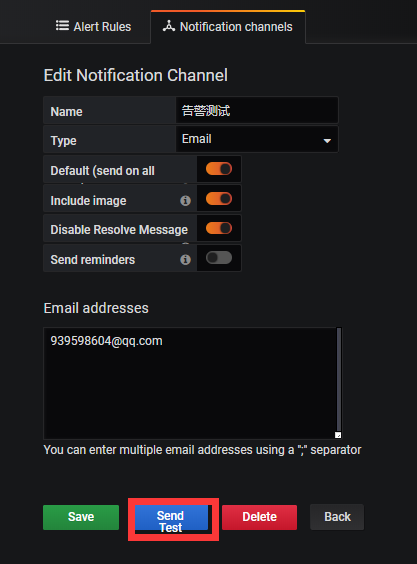 Alert Rules
Notification channels
Edit Notification Channel
Name
告警测试
Type
Email
Default (send on all
Include image
Disable Resolve Message
Send reminders
Email addresses
939598604@qq.com
You can enter multiple email addresses using a ";" separator
Save
Send
Test
Delete
Back